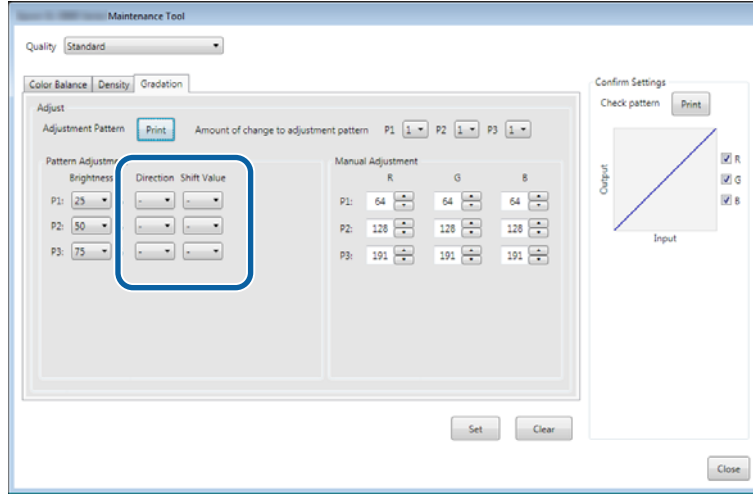 Maintenance Tool
Quality Standard
Color Balance Density Gradation
Adjust
Adjustment Pattern Print Amount of change to adjustment pattern P1 1 P2 1 P3 1
Pattern Adjustme
Brightness Direction Shift Value
P1: 25 - -
P2: 50 - -
P3: 75 - -
Manual Adjustment
R G B
P1: 64 64 64
P2: 128 128 128
P3: 191 191 191
Set Clear
Confirm Settings
Check pattern Print
Output
Input
R
G
B
Close